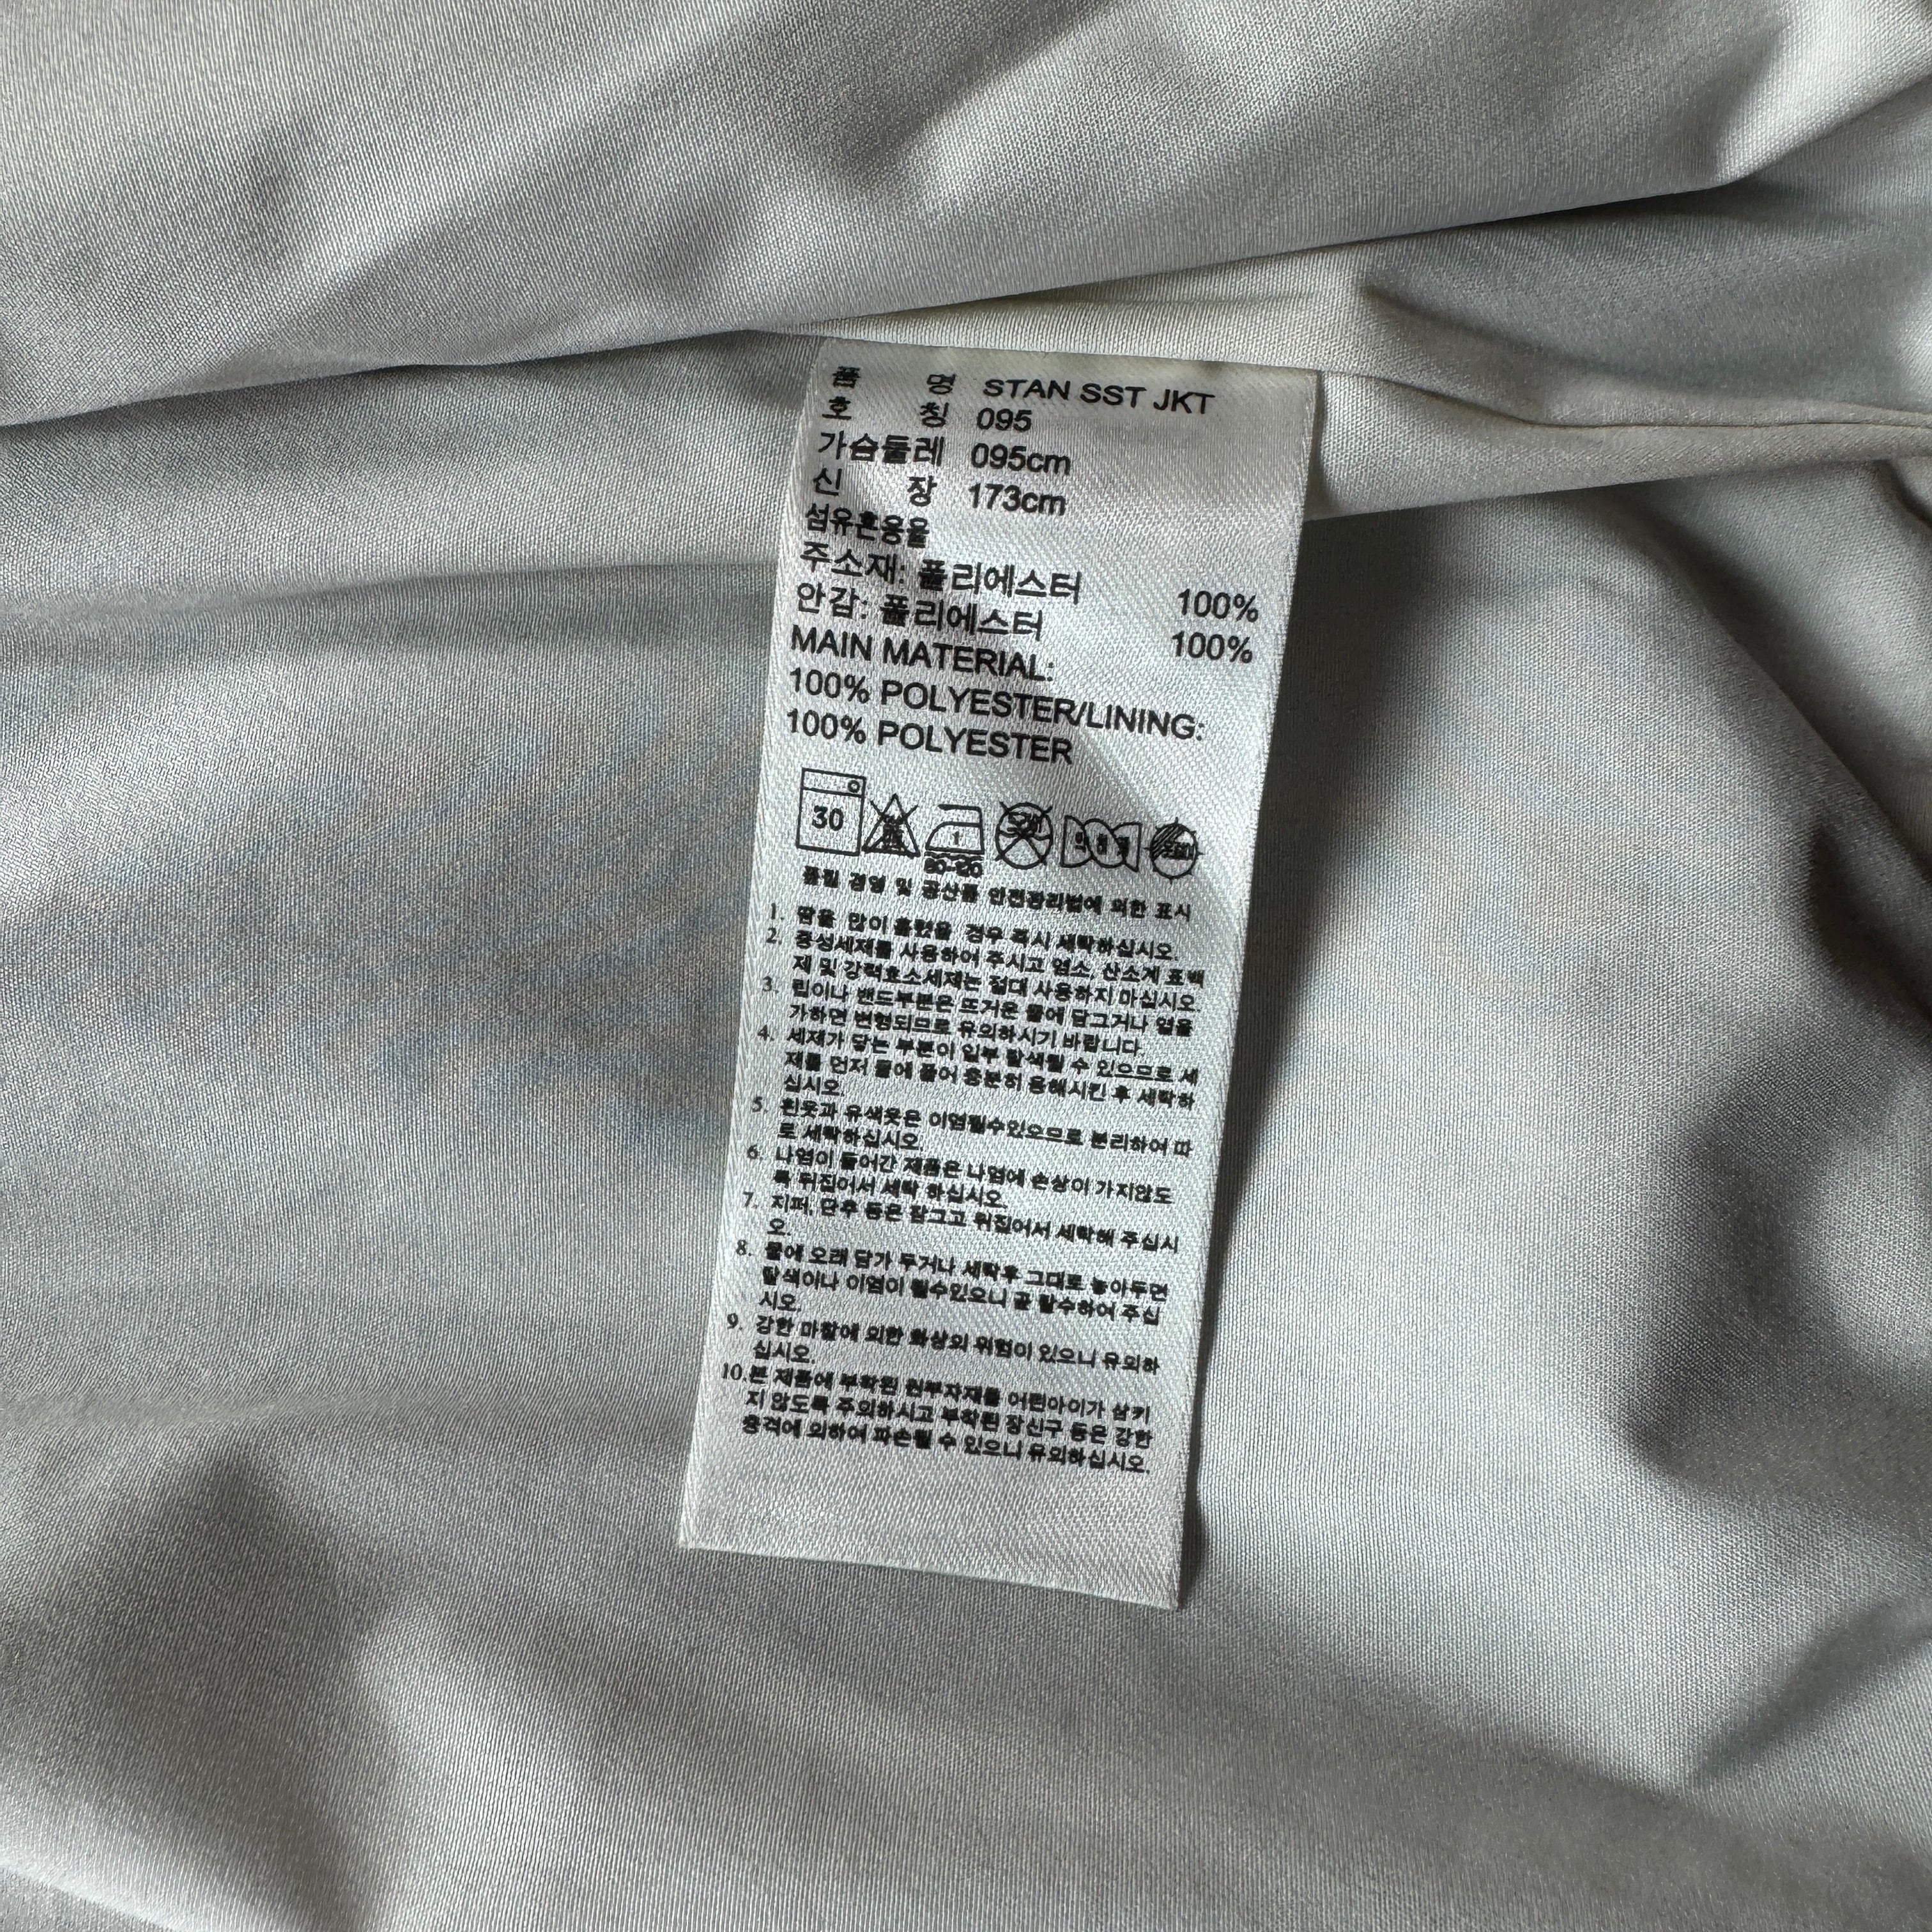 품 명 STAN SST JKT
호 칭 095
가슴둘레 095cm
신 장 173cm
섬유혼용율
주소재: 폴리에스터 100%
안감: 폴리에스터 100%
MAIN MATERIAL:
100% POLYESTER/LINING:
100% POLYESTER
30 1 80-120
품질 경영 및 공산품 안전관리법에 의한 표시
1. 땀을 많이 흘렸을 경우 즉시 세탁하십시오.
2. 중성세제를 사용하여 주시고 염소, 산소계 표백
제 및 강력효소세제는 절대 사용하지 마십시오.
3. 립이나 밴드부분은 뜨거운 물에 담그거나 열을
가하면 변형되므로 유의하시기 바랍니다.
4. 세제가 닿는 부분이 일부 탈색될 수 있으므로 세
제를 먼저 물에 풀어 충분히 용해시킨 후 세탁하
십시오.
5. 흰옷과 유색옷은 이염될수있으므로 분리하여 따
로 세탁하십시오.
6. 나염이 들어간 제품은 나염에 손상이 가지않도
록 뒤집어서 세탁 하십시오.
7. 지퍼, 단추 등은 잠그고 뒤집어서 세탁해 주십시
오.
8. 물에 오래 담가 두거나 세탁후 그대로 놓아두면
탈색이나 이염이 될수있으니 곧 탈수하여 주십
시오.
9. 강한 마찰에 의한 화상의 위험이 있으니 유의하
십시오.
10.본 제품에 부착된 원부자재를 어린아이가 삼키
지 않도록 주의하시고 부착된 장신구 등은 강한
충격에 의하여 파손될 수 있으니 유의하십시오.